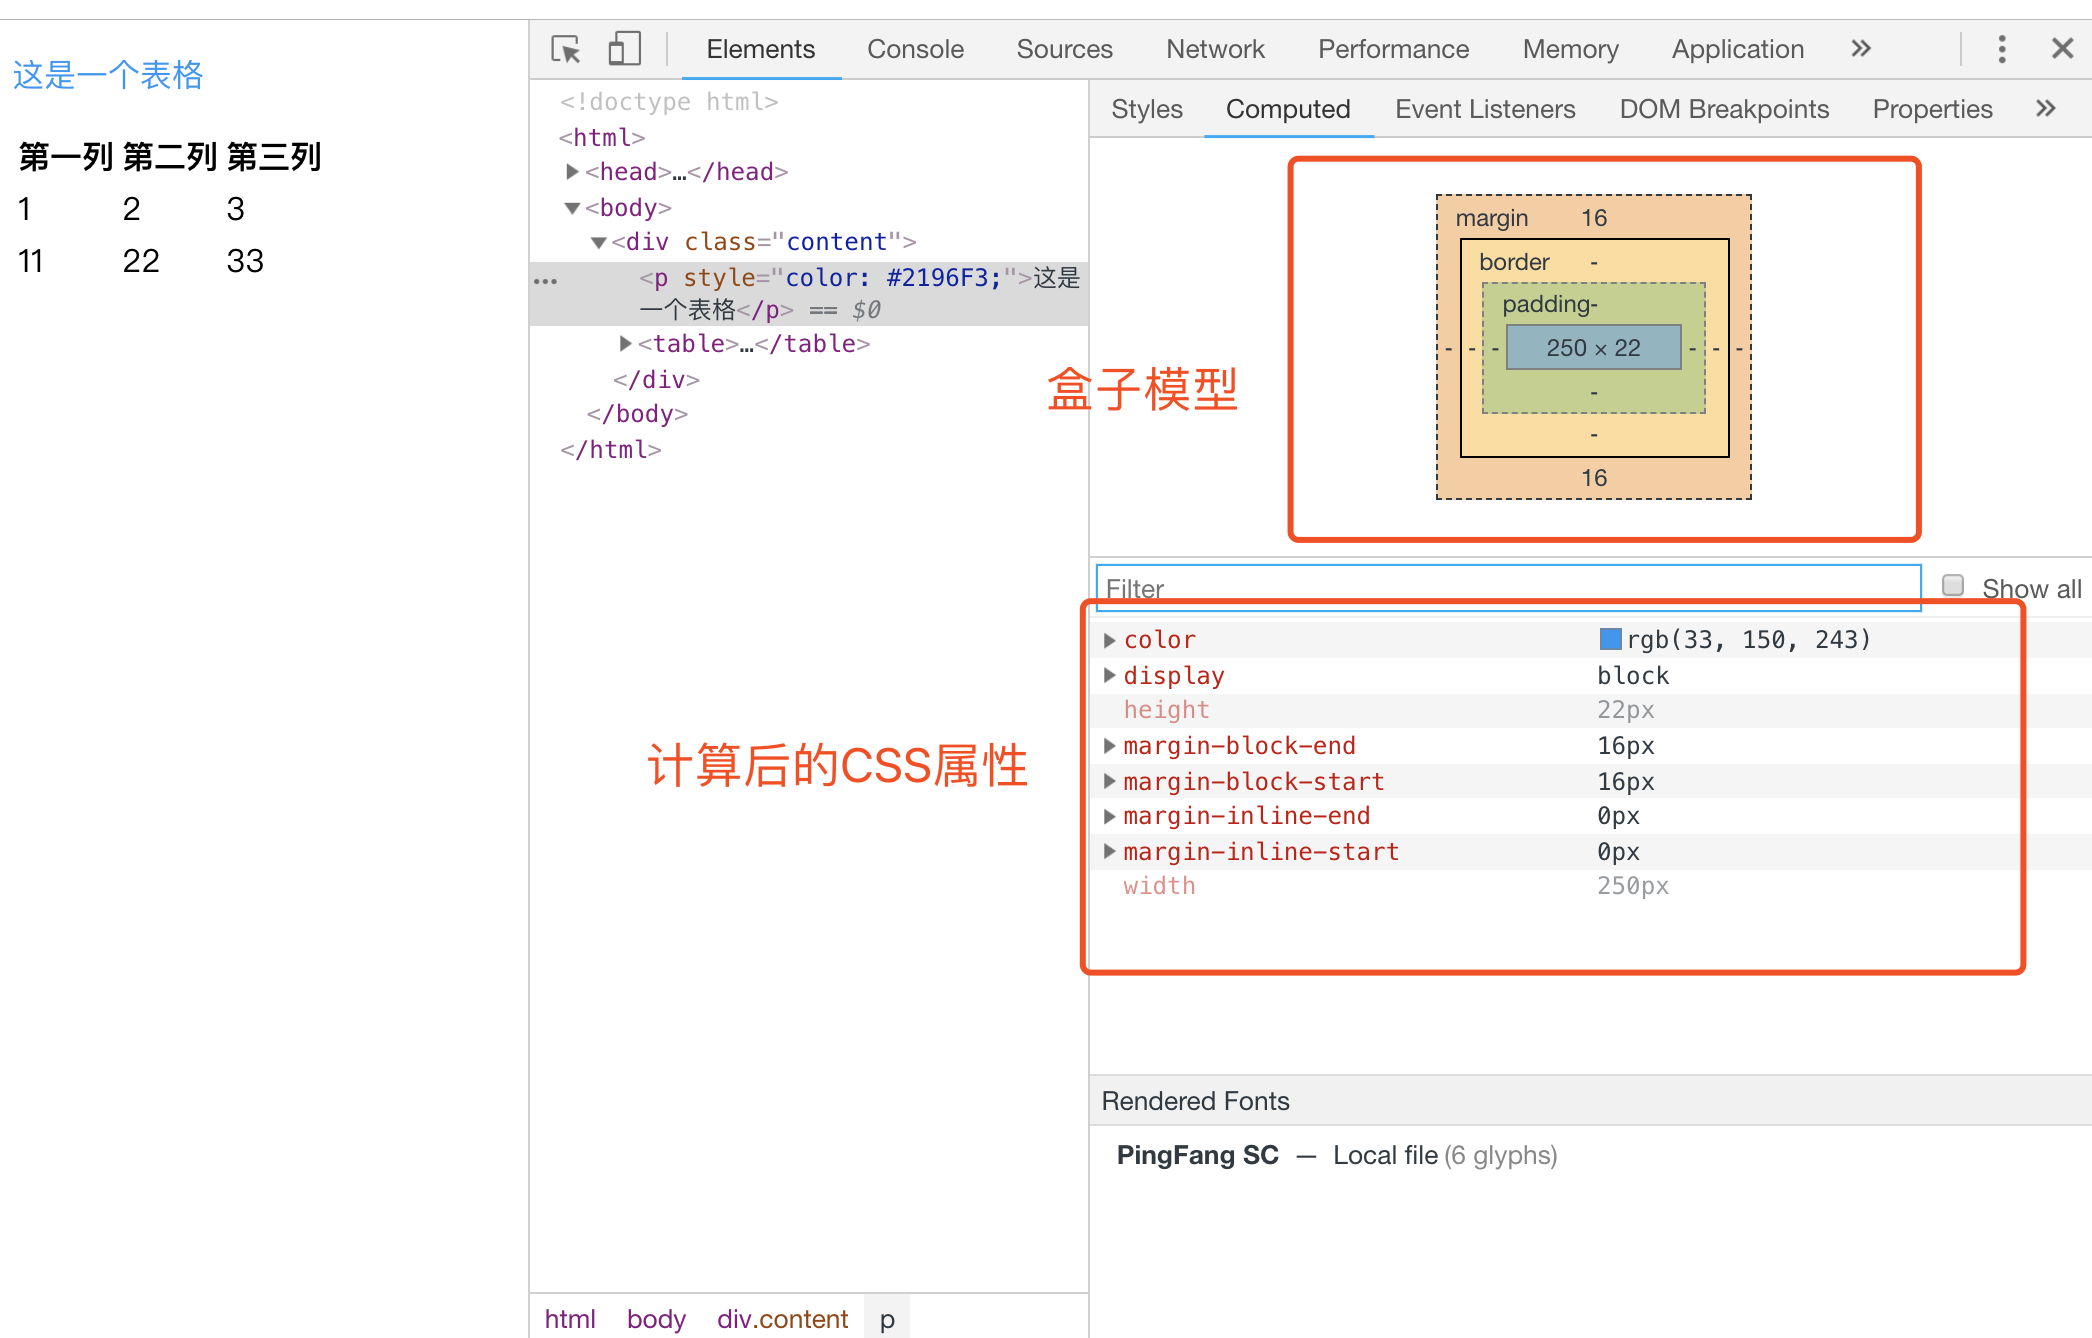 这是一个表格
第一列 第二列 第三列
1 2 3
11 22 33
Elements Console Sources Network Performance Memory Application »
<!doctype html>
<html>
<head>…</head>
<body>
<div class="content">
<p style="color: #2196F3;">这是
一个表格</p> == $0
<table>…</table>
</div>
</body>
</html>
html body div.content p
Styles Computed Event Listeners DOM Breakpoints Properties »
盒子模型
margin 16
border -
padding-
- - - 250 × 22 - - -
-
-
16
Filter Show all
计算后的CSS属性
color rgb(33, 150, 243)
display block
height 22px
margin-block-end 16px
margin-block-start 16px
margin-inline-end 0px
margin-inline-start 0px
width 250px
Rendered Fonts
PingFang SC — Local file (6 glyphs)